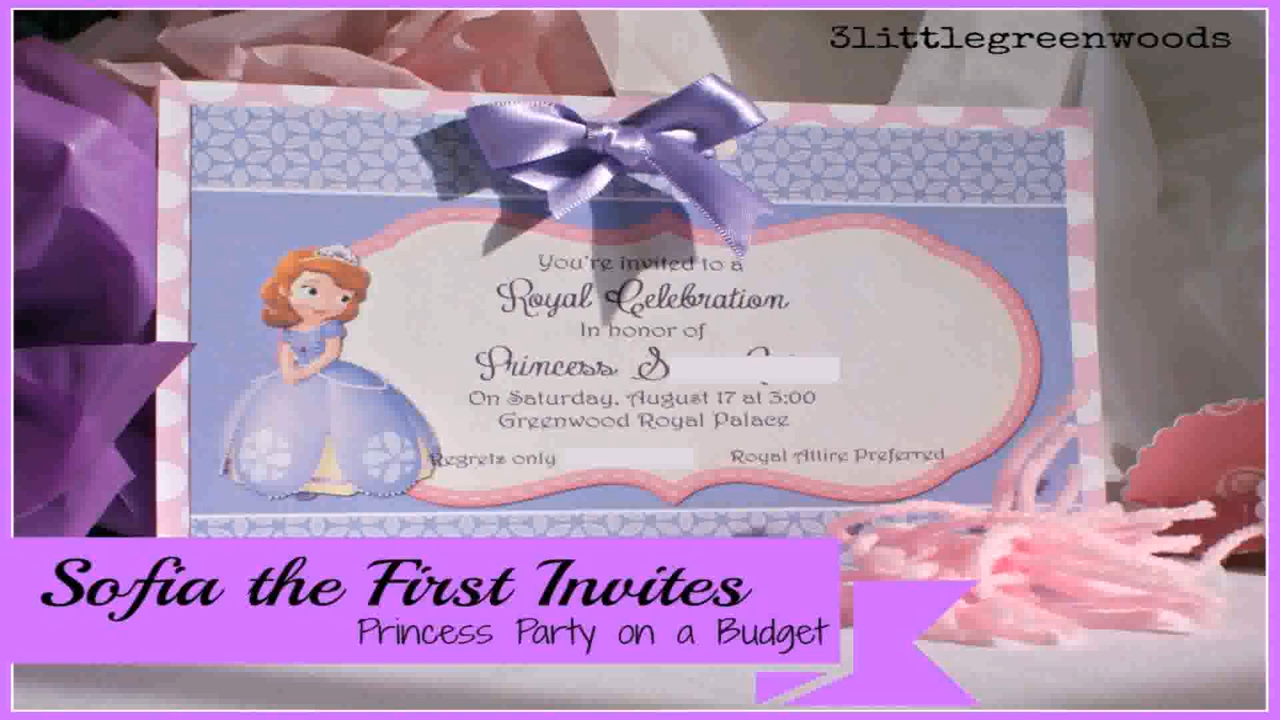 3littlegreenwoods
You're invited to a
Royal Celebration
In honor of
Princess S
On Saturday, August 17 at 3:00
Greenwood Royal Palace
Regrets only Royal Attire Preferred
Sofia the First Invites
Princess Party on a Budget